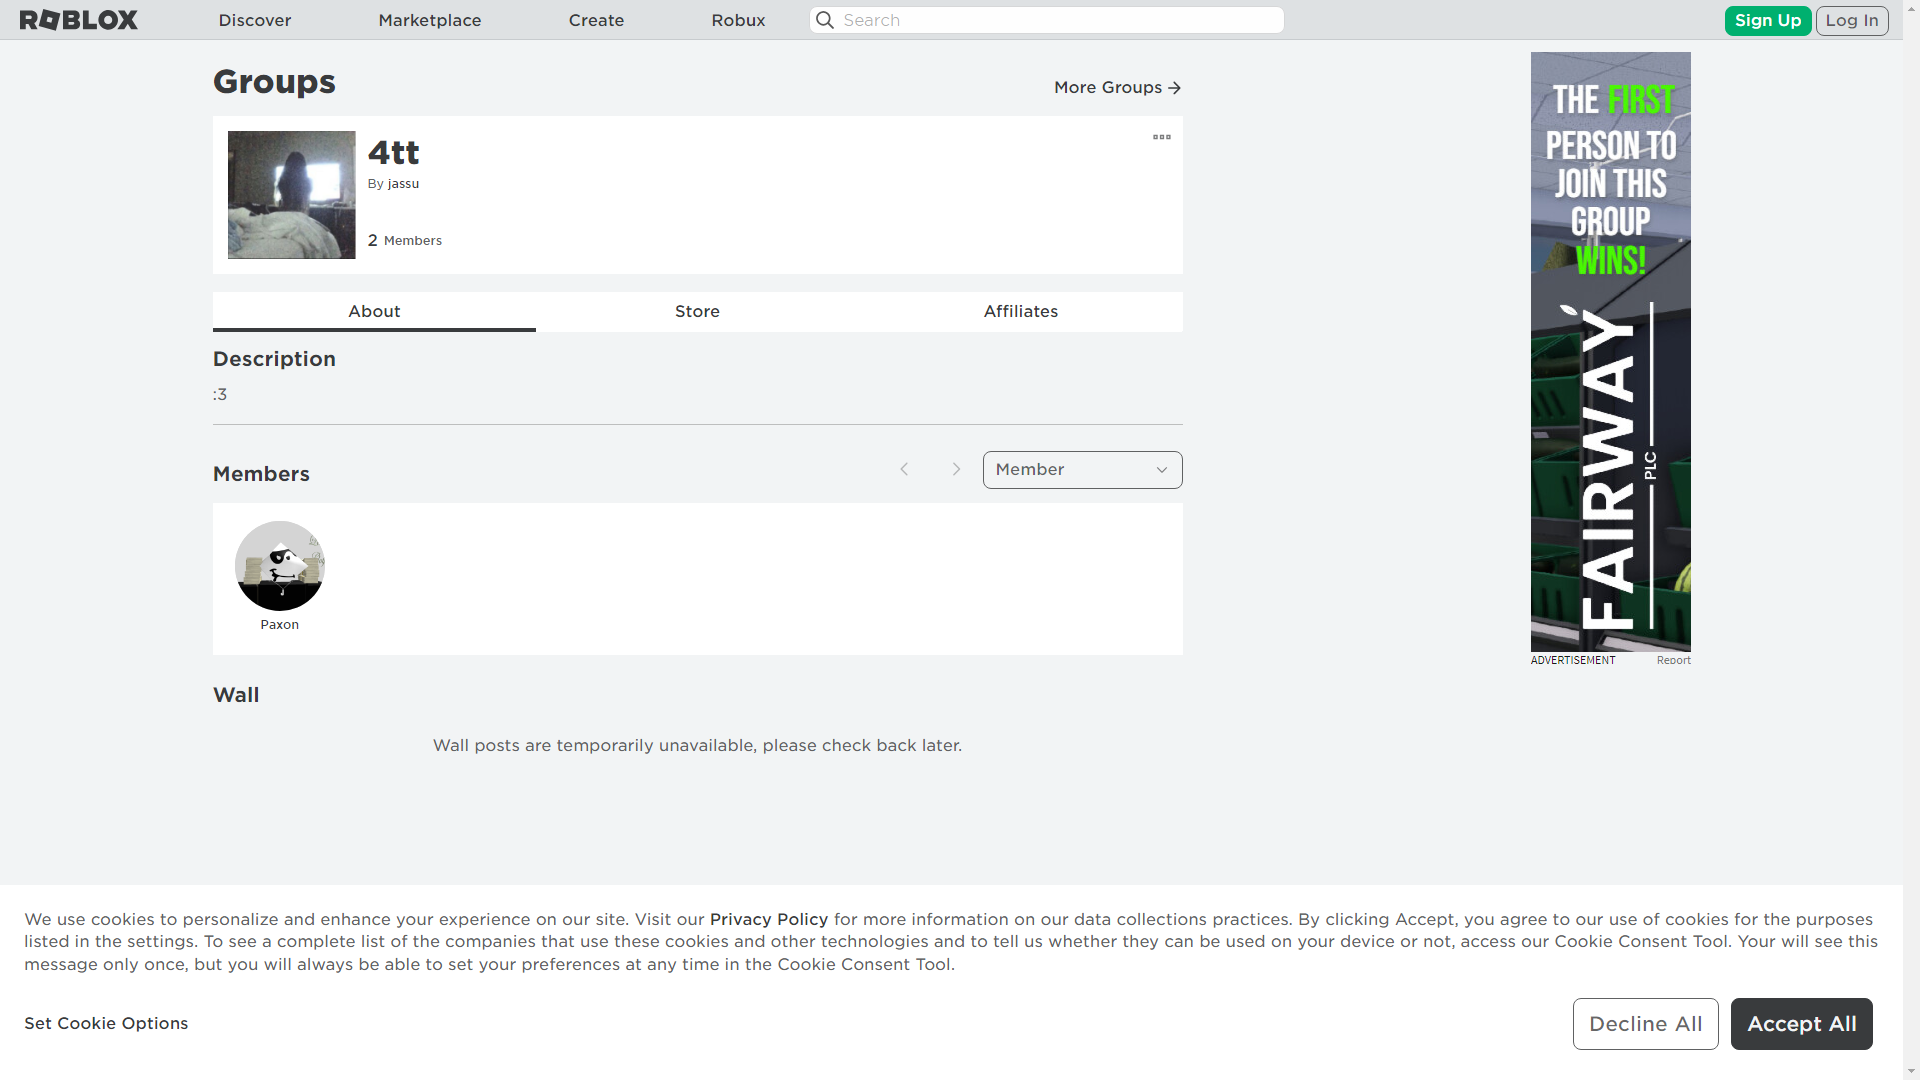 ROBLOX
Discover
Marketplace
Create
Robux
Search
Sign Up
Log In
Groups
More Groups
4tt
By jassu
2 Members
About
Store
Affiliates
Description
:3
Members
Member
Paxon
Wall
Wall posts are temporarily unavailable, please check back later.
THE FIRST
PERSON TO
JOIN THIS
GROUP
WINS!
FAIRWAY
PLC
ADVERTISEMENT
Report
We use cookies to personalize and enhance your experience on our site. Visit our Privacy Policy for more information on our data collections practices. By clicking Accept, you agree to our use of cookies for the purposes
listed in the settings. To see a complete list of the companies that use these cookies and other technologies and to tell us whether they can be used on your device or not, access our Cookie Consent Tool. Your will see this
message only once, but you will always be able to set your preferences at any time in the Cookie Consent Tool.
Set Cookie Options
Decline All
Accept All